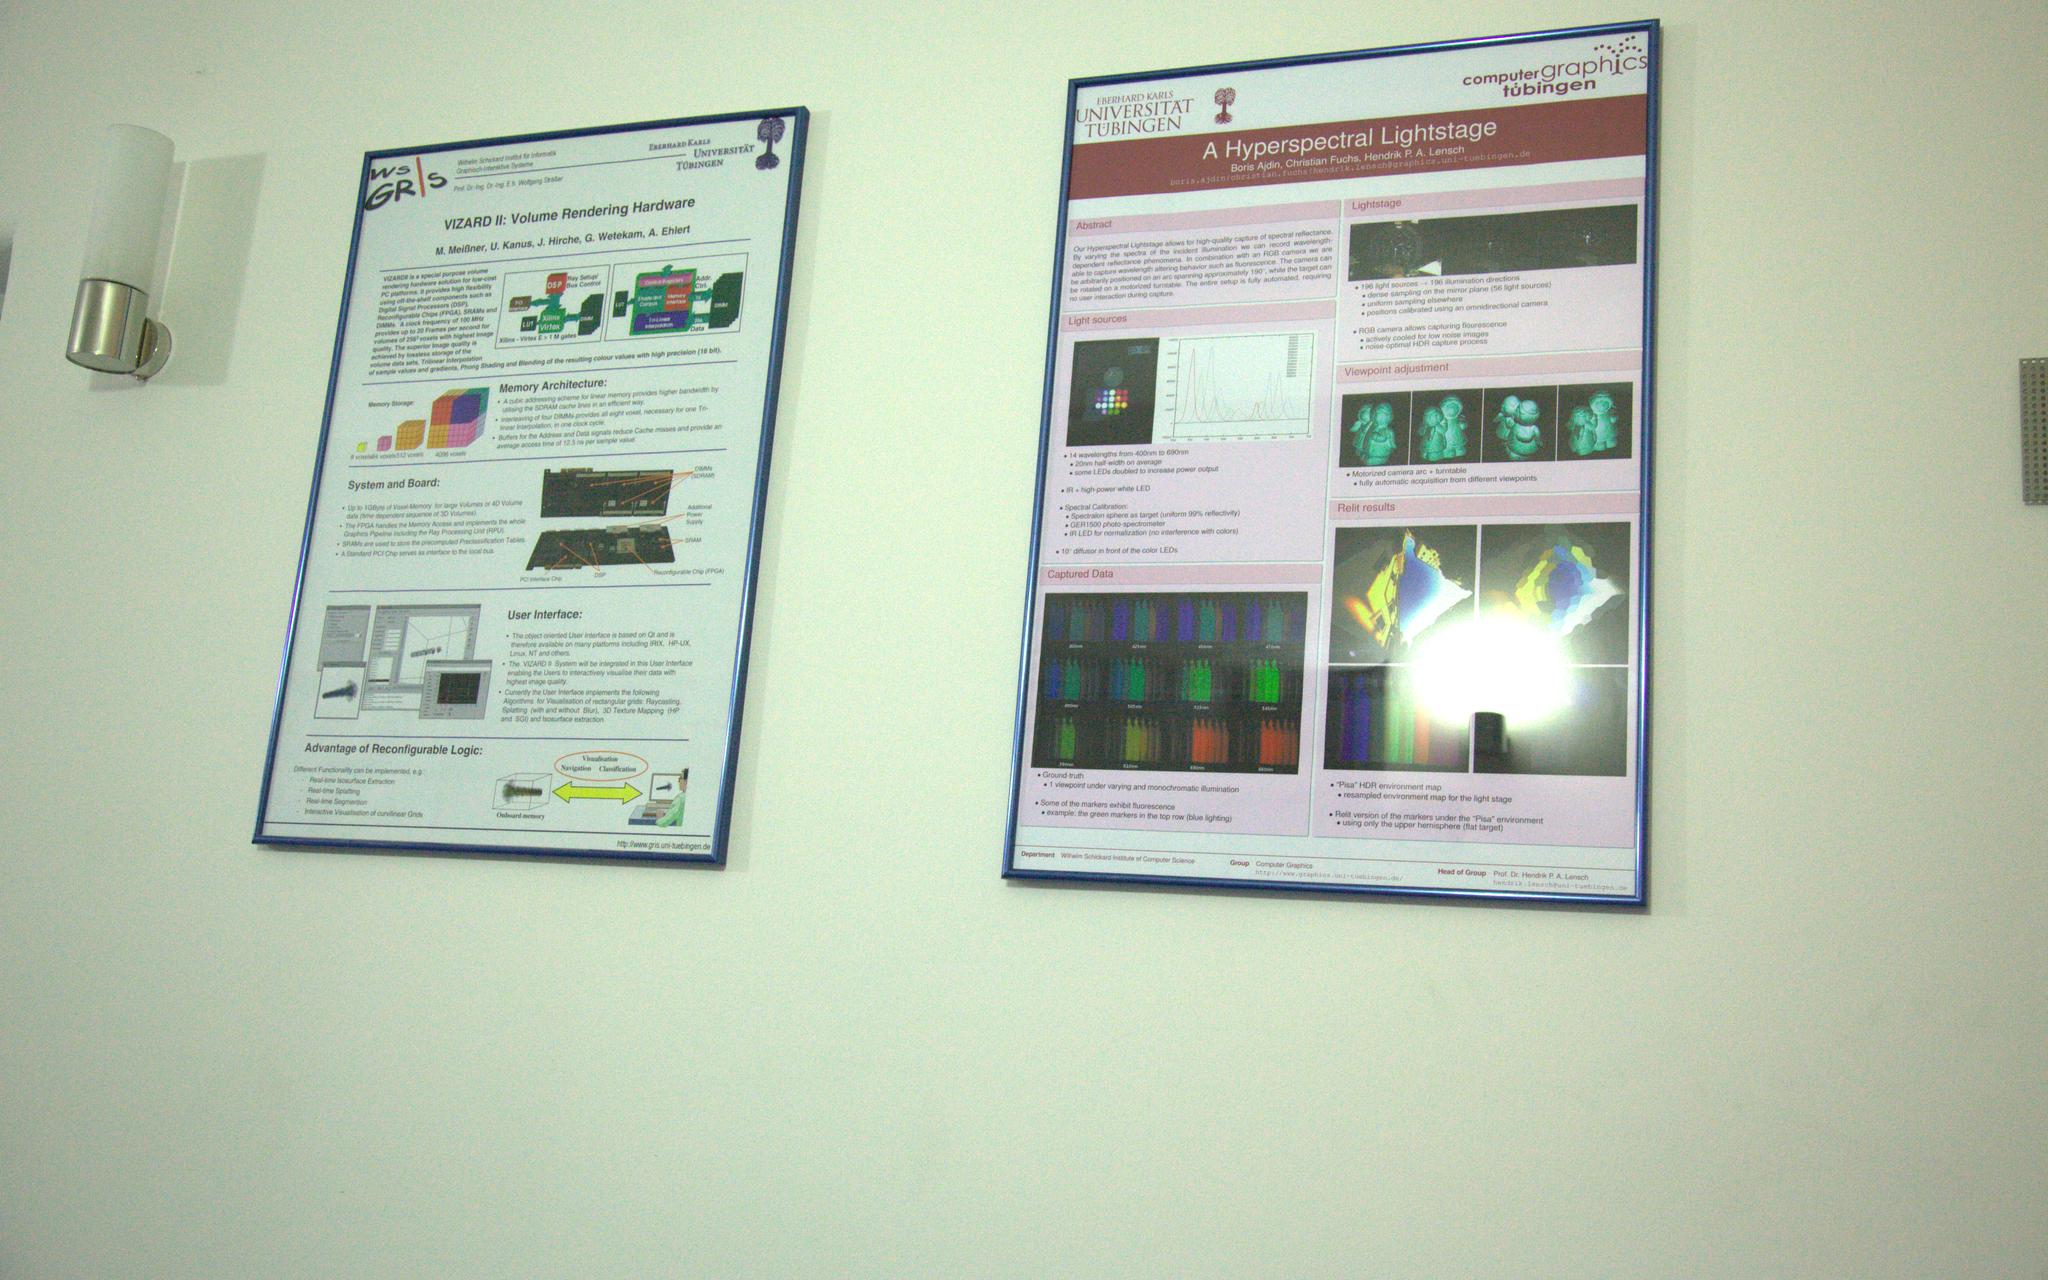 WS
GRIS
Wilhelm Schickard Institut für Informatik
Graphisch-Interaktive Systeme
Prof. Dr.-Ing. Dr.-Ing. E.h. Wolfgang Straßer
EBERHARD KARLS
UNIVERSITÄT
TÜBINGEN
VIZARD II: Volume Rendering Hardware
M. Meißner, U. Kanus, J. Hirche, G. Wetekam, A. Ehlert
VIZARD II is a special purpose volume
rendering hardware solution for low-cost
PC platforms. It provides high flexibility
using off-the-shelf components such as
Digital Signal Processors (DSP),
Reconfigurable Chips (FPGA), SRAMs and
DIMMs. A clock frequency of 100 MHz
provides up to 20 Frames per second for
volumes of 256³ voxels with highest image
quality. The superior image quality is
achieved by lossless storage of the
volume data sets, Trilinear Interpolation
of sample values and gradients, Phong Shading and Blending of the resulting colour values with high precision (16 bit).
DSP
Ray Setup/
Bus Control
LUT
Xilinx
Virtex
DIMM
Xilinx - Virtex E > 1 M gates
Addr.
Ctrl.
LUT
Memory
Interface
Tri-Linear
Interpolation
DIMM
Data
Memory Architecture:
Memory Storage:
8 voxels 64 voxels 512 voxels 4096 voxels
• A cubic addressing scheme for linear memory provides higher bandwidth by
utilising the SDRAM cache lines in an efficient way.
• Interleaving of four DIMMs provides all eight voxel, necessary for one Tri-
linear Interpolation, in one clock cycle.
• Buffers for the Address and Data signals reduce Cache misses and provide an
average access time of 12.5 ns per sample value.
System and Board:
• Up to 1GByte of Voxel-Memory for large Volumes or 4D Volume
data (time dependent sequence of 3D Volumes).
• The FPGA handles the Memory Access and implements the whole
Graphics Pipeline including the Ray Processing Unit (RPU).
• SRAMs are used to store the precomputed Preclassification Tables.
• A Standard PCI Chip serves as interface to the local bus.
DIMMs
(SDRAM)
Additional
Power
Supply
SRAM
PCI Interface Chip
DSP
Reconfigurable Chip (FPGA)
User Interface:
• The object oriented User Interface is based on Qt and is
therefore available on many platforms including IRIX, HP-UX,
Linux, NT and others.
• The VIZARD II System will be integrated in this User Interface
enabling the Users to interactively visualise their data with
highest image quality.
• Currently the User Interface implements the following
Algorithms for Visualisation of rectangular grids: Raycasting,
Splatting (with and without Blur), 3D Texture Mapping (HP
and SGI) and Isosurface extraction.
Advantage of Reconfigurable Logic:
Different Functionality can be implemented, e.g.:
- Real-time Isosurface Extraction
- Real-time Splatting
- Real-time Segmention
- Interactive Visualisation of curvilinear Grids
Visualisation
Navigation Classification
Onboard memory
http://www.gris.uni-tuebingen.de
EBERHARD KARLS
UNIVERSITÄT
TÜBINGEN
computer graphics
tübingen
A Hyperspectral Lightstage
Boris Ajdin, Christian Fuchs, Hendrik P. A. Lensch
boris.ajdin/christian.fuchs/hendrik.lensch@graphics.uni-tuebingen.de
Abstract
Our Hyperspectral Lightstage allows for high-quality capture of spectral reflectance.
By varying the spectra of the incident illumination we can record wavelength-
dependent reflectance phenomena. In combination with an RGB camera we are
able to capture wavelength altering behavior such as fluorescence. The camera can
be arbitrarily positioned on an arc spanning approximately 190°, while the target can
be rotated on a motorized turntable. The entire setup is fully automated, requiring
no user interaction during capture.
Light sources
• 14 wavelengths from 400nm to 690nm
• 20nm half-width on average
• some LEDs doubled to increase power output
• IR + high-power white LED
• Spectral Calibration:
• Spectralon sphere as target (uniform 99% reflectivity)
• GER1500 photo-spectrometer
• IR LED for normalization (no interference with colors)
• 10° diffusor in front of the color LEDs
Captured Data
• Ground-truth
• 1 viewpoint under varying and monochromatic illumination
• Some of the markers exhibit fluorescence
• example: the green markers in the top row (blue lighting)
Lightstage
• 196 light sources → 196 illumination directions
• dense sampling on the mirror plane (56 light sources)
• uniform sampling elsewhere
• positions calibrated using an omnidirectional camera
• RGB camera allows capturing flourescence
• actively cooled for low noise images
• noise-optimal HDR capture process
Viewpoint adjustment
• Motorized camera arc + turntable
• fully automatic acquisition from different viewpoints
Relit results
• "Pisa" HDR environment map
• resampled environment map for the light stage
• Relit version of the markers under the "Pisa" environment
• using only the upper hemisphere (flat target)
Department Wilhelm Schickard Institute of Computer Science
Group Computer Graphics
http://www.graphics.uni-tuebingen.de/
Head of Group Prof. Dr. Hendrik P. A. Lensch
hendrik.lensch@uni-tuebingen.de